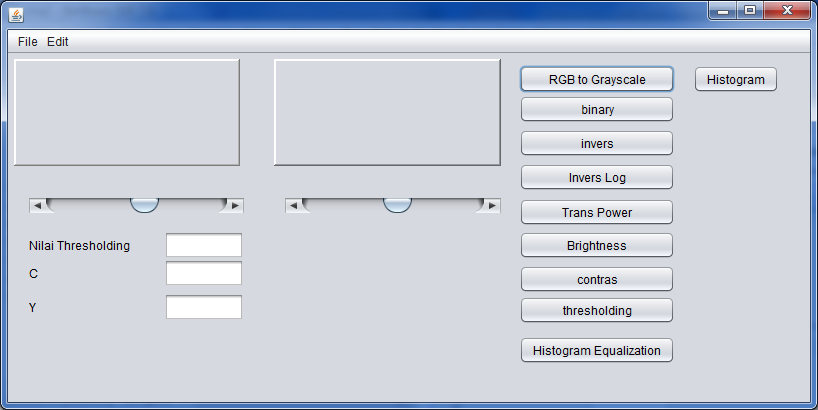 File Edit
RGB to Grayscale
Histogram
binary
invers
Invers Log
Trans Power
Nilai Thresholding
Brightness
C
contras
Y
thresholding
Histogram Equalization